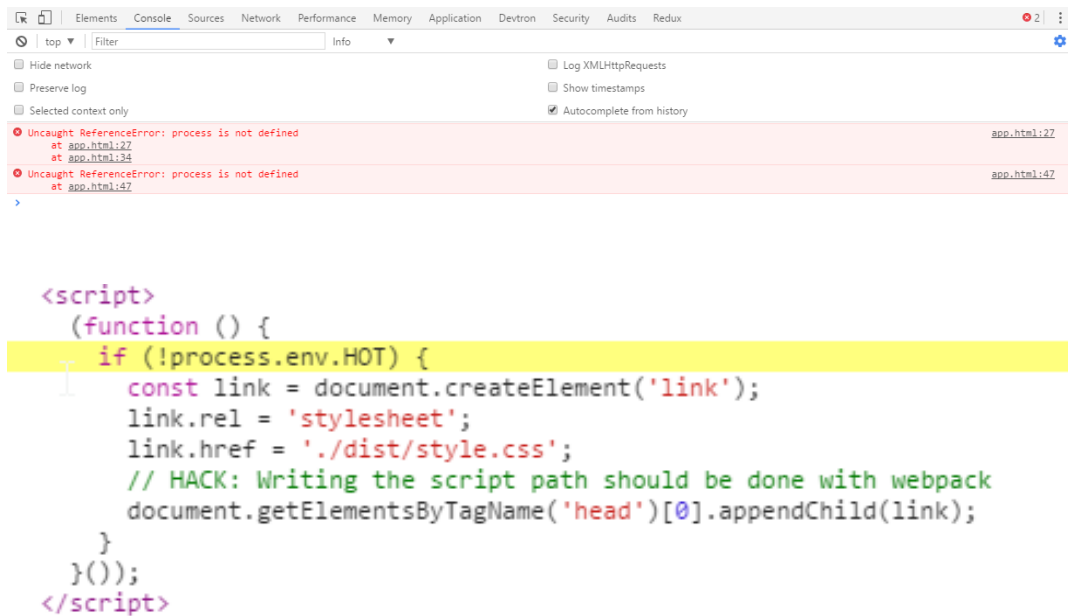 Elements Console Sources Network Performance Memory Application Devtron Security Audits Redux 2
top Filter Info
Hide network Log XMLHttpRequests
Preserve log Show timestamps
Selected context only Autocomplete from history
Uncaught ReferenceError: process is not defined app.html:27
at app.html:27
at app.html:34
Uncaught ReferenceError: process is not defined app.html:47
at app.html:47
<script>
(function () {
if (!process.env.HOT) {
const link = document.createElement('link');
link.rel = 'stylesheet';
link.href = './dist/style.css';
// HACK: Writing the script path should be done with webpack
document.getElementsByTagName('head')[0].appendChild(link);
}
}());
</script>